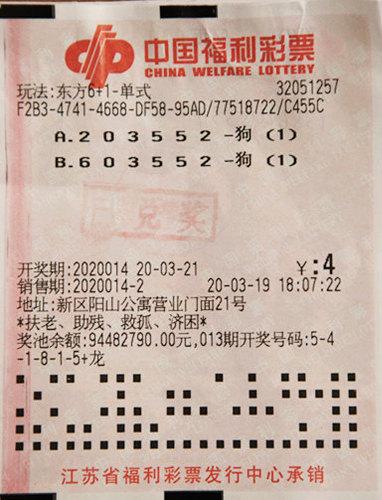 中国福利彩票
CHINA WELFARE LOTTERY
玩法:东方6+1-单式 32051257
F2B3-4741-4668-DF58-95AD/77518722/C455C
A.203552-狗 (1)
B.603552-狗 (1)
已兑奖
开奖期:2020014 20-03-21 ￥:4
销售期:2020014-2 20-03-19 18:07:22
地址:新区阳山公寓营业门面21号
*扶老、助残、救孤、济困*
奖池余额:94482790.00元,013期开奖号码:5-4
-1-8-1-5+龙
江苏省福利彩票发行中心承销